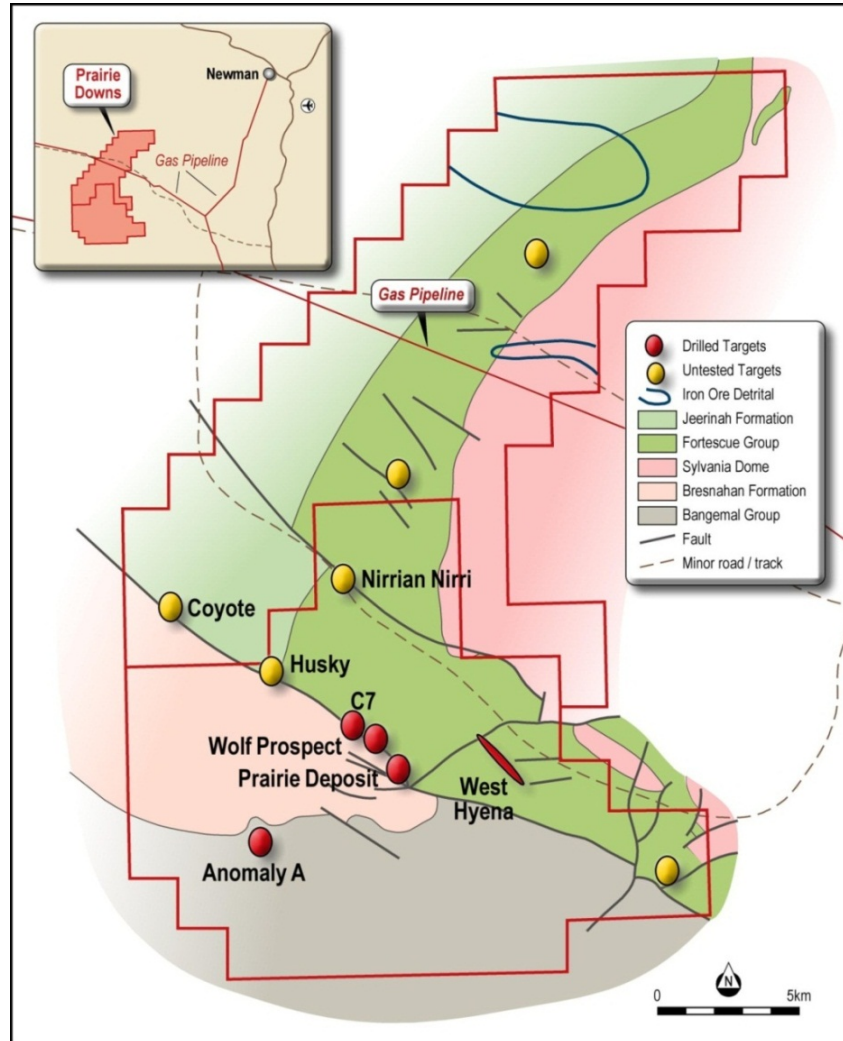 Newman
Prairie
Downs
Gas Pipeline
Gas Pipeline
Drilled Targets
Untested Targets
Iron Ore Detrital
Jeerinah Formation
Fortescue Group
Sylvania Dome
Bresnahan Formation
Bangemal Group
Fault
Minor road / track
Nirrian Nirri
Coyote
Husky
C7
Wolf Prospect
Prairie Deposit
West
Hyena
Anomaly A
N
0
5km